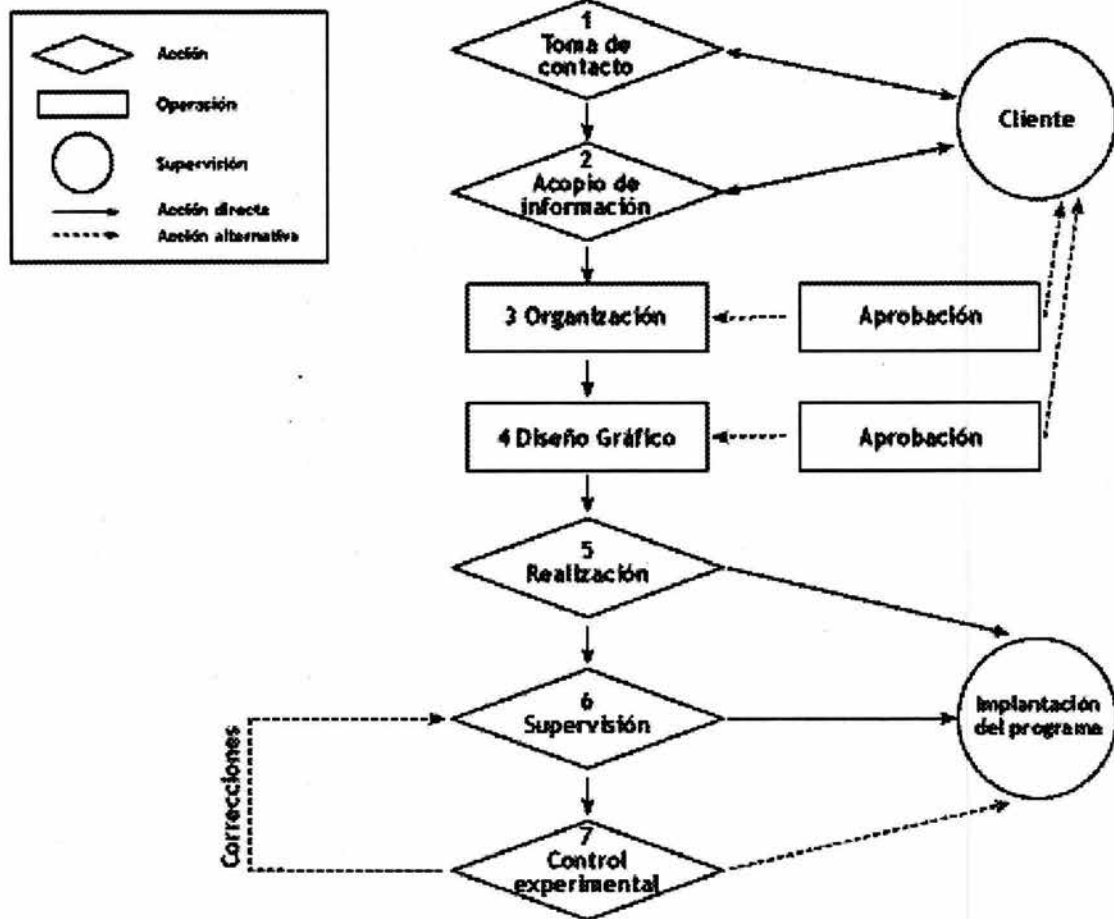 Acción
Operación
Supervisión
Acción directa
Acción alternativa
1
Toma de
contacto
Cliente
2
Acopio de
información
3 Organización
Aprobación
4 Diseño Gráfico
Aprobación
5
Realización
6
Supervisión
Implantación
del programa
Correcciones
7
Control
experimental